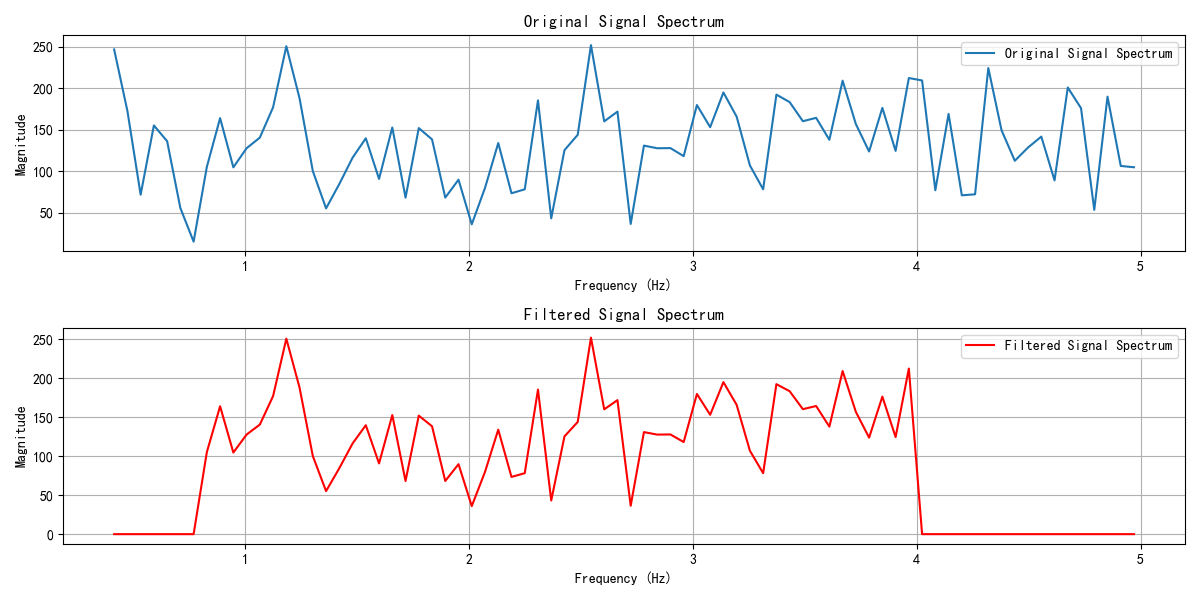 Original Signal Spectrum
Original Signal Spectrum
Magnitude
250
200
150
100
50
1 2 3 4 5
Frequency (Hz)
Filtered Signal Spectrum
Filtered Signal Spectrum
Magnitude
250
200
150
100
50
0
1 2 3 4 5
Frequency (Hz)